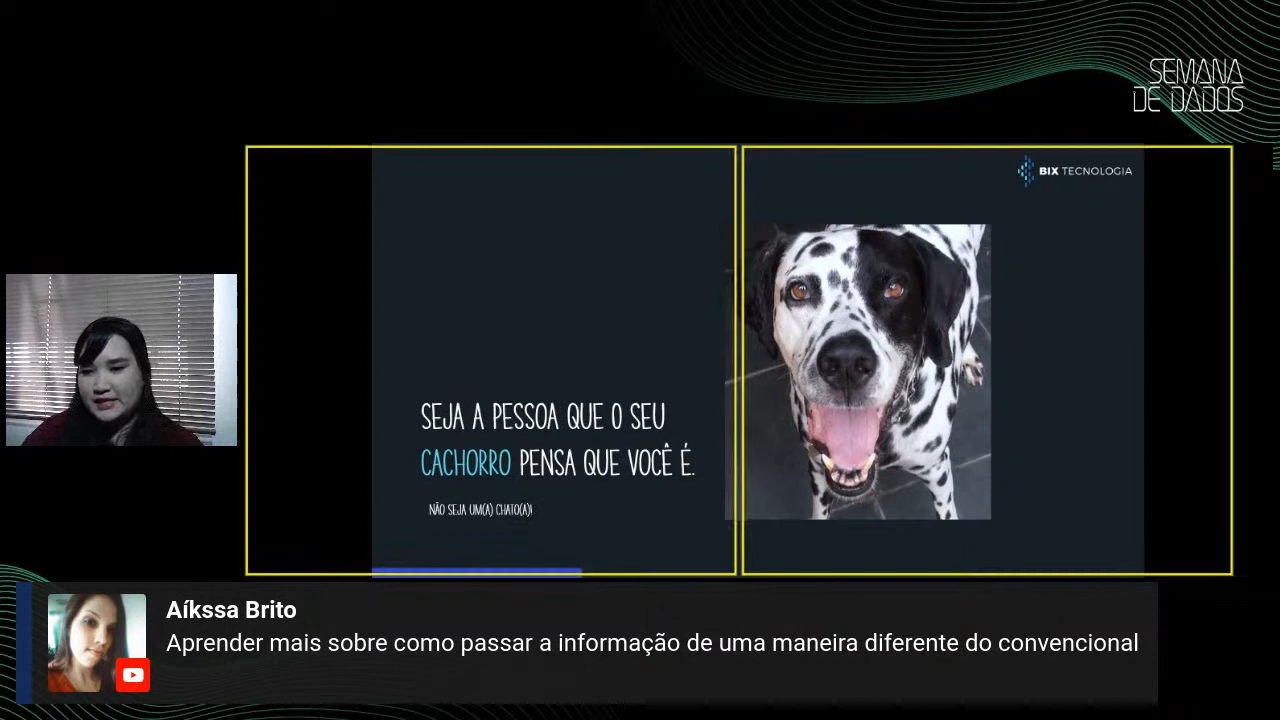 SEMANA
DE DADOS
BIX TECNOLOGIA
SEJA A PESSOA QUE O SEU
CACHORRO PENSA QUE VOCÊ É.
NÃO SEJA UM(A) CHATO(A)!
Aíkssa Brito
Aprender mais sobre como passar a informação de uma maneira diferente do convencional